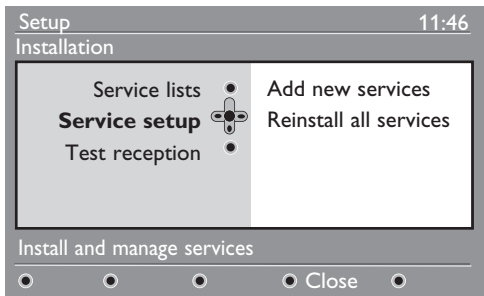 Setup 11:46
Installation
Service lists Add new services
Service setup Reinstall all services
Test reception
Install and manage services
Close